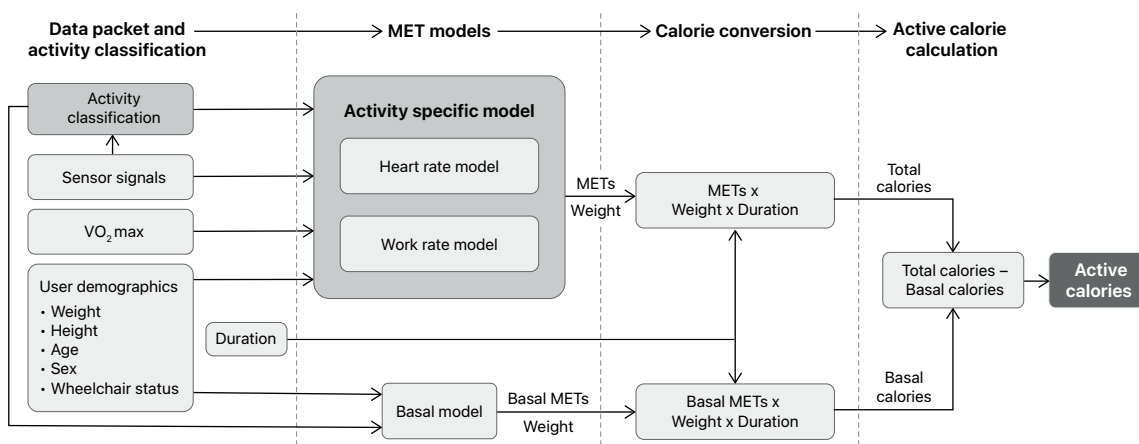 Data packet and
activity classification
MET models
Calorie conversion
Active calorie
calculation
Activity
classification
Sensor signals
VO2 max
User demographics
• Weight
• Height
• Age
• Sex
• Wheelchair status
Duration
Activity specific model
Heart rate model
Work rate model
Basal model
METs
Weight
Basal METs
Weight
METs x
Weight x Duration
Basal METs x
Weight x Duration
Total
calories
Basal
calories
Total calories –
Basal calories
Active
calories